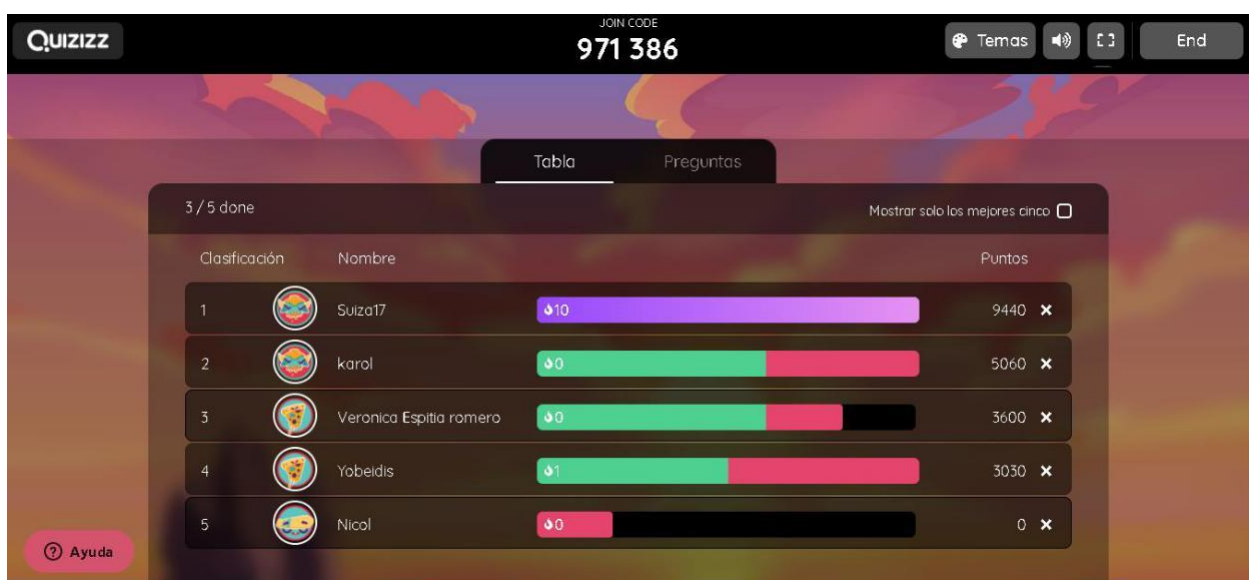 Quizizz
JOIN CODE
971 386
Temas
End
Tabla Preguntas
3 / 5 done Mostrar solo los mejores cinco
Clasificación Nombre Puntos
1 Suiza17 10 9440
2 karol 0 5060
3 Veronica Espitia romero 0 3600
4 Yobeidis 1 3030
5 Nicol 0 0
Ayuda